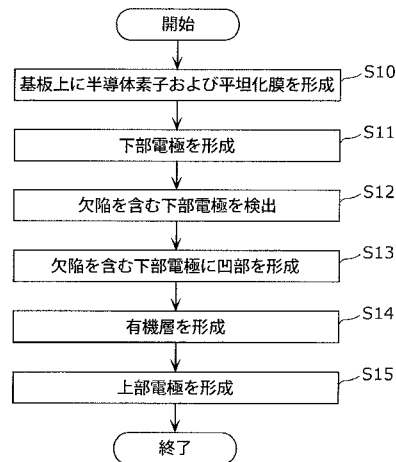 開始
S10
基板上に半導体素子および平坦化膜を形成
S11
下部電極を形成
S12
欠陥を含む下部電極を検出
S13
欠陥を含む下部電極に凹部を形成
S14
有機層を形成
S15
上部電極を形成
終了